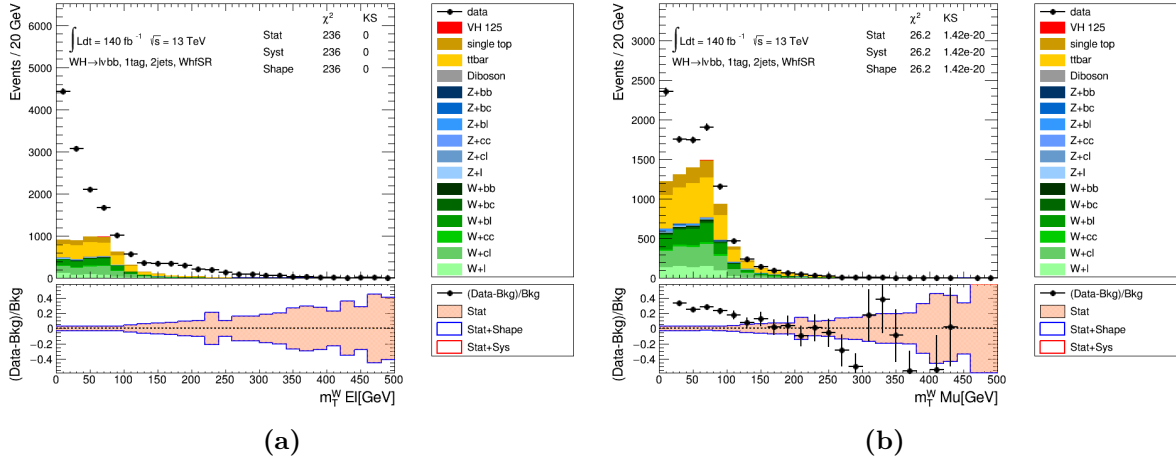 Events / 20 GeV
6000
5000
4000
3000
2000
1000
0
∫Ldt = 140 fb⁻¹ √s = 13 TeV
WH→lνbb, 1tag, 2jets, WhfSR
χ² KS
Stat 236 0
Syst 236 0
Shape 236 0
data
VH 125
single top
ttbar
Diboson
Z+bb
Z+bc
Z+bl
Z+cc
Z+cl
Z+l
W+bb
W+bc
W+bl
W+cc
W+cl
W+l
(Data-Bkg)/Bkg
0.4
0.2
0
−0.2
−0.4
0 50 100 150 200 250 300 350 400 450 500
m_T^W El[GeV]
(Data-Bkg)/Bkg
Stat
Stat+Shape
Stat+Sys
(a)
Events / 20 GeV
3000
2500
2000
1500
1000
500
0
∫Ldt = 140 fb⁻¹ √s = 13 TeV
WH→lνbb, 1tag, 2jets, WhfSR
χ² KS
Stat 26.2 1.42e-20
Syst 26.2 1.42e-20
Shape 26.2 1.42e-20
data
VH 125
single top
ttbar
Diboson
Z+bb
Z+bc
Z+bl
Z+cc
Z+cl
Z+l
W+bb
W+bc
W+bl
W+cc
W+cl
W+l
(Data-Bkg)/Bkg
0.4
0.2
0
−0.2
−0.4
0 50 100 150 200 250 300 350 400 450 500
m_T^W Mu[GeV]
(Data-Bkg)/Bkg
Stat
Stat+Shape
Stat+Sys
(b)